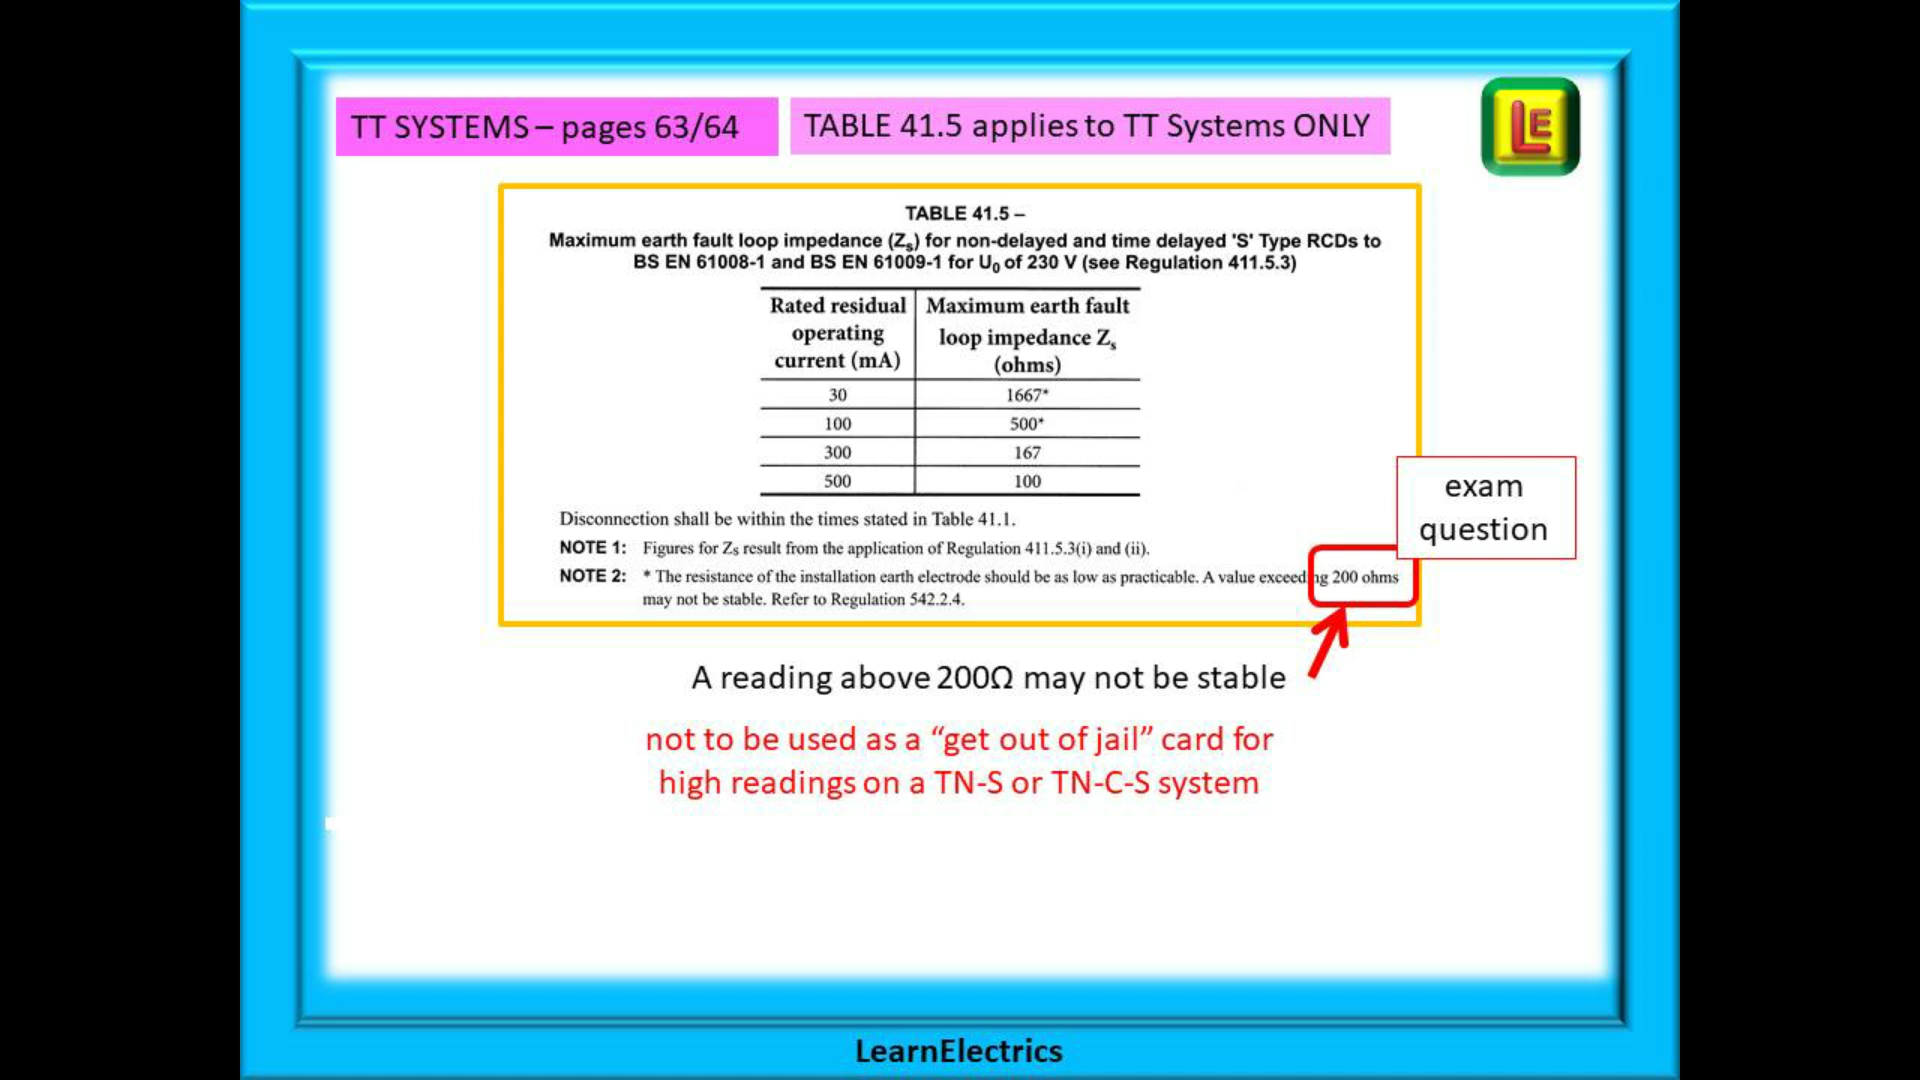 TT SYSTEMS – pages 63/64
TABLE 41.5 applies to TT Systems ONLY
LE
TABLE 41.5 –
Maximum earth fault loop impedance (Zs) for non-delayed and time delayed 'S' Type RCDs to
BS EN 61008-1 and BS EN 61009-1 for U0 of 230 V (see Regulation 411.5.3)
Rated residual operating current (mA) Maximum earth fault loop impedance Zs (ohms)
30 1667*
100 500*
300 167
500 100
Disconnection shall be within the times stated in Table 41.1.
NOTE 1: Figures for Zs result from the application of Regulation 411.5.3(i) and (ii).
NOTE 2: * The resistance of the installation earth electrode should be as low as practicable. A value exceeding 200 ohms
may not be stable. Refer to Regulation 542.2.4.
exam
question
A reading above 200Ω may not be stable
not to be used as a “get out of jail” card for
high readings on a TN-S or TN-C-S system
LearnElectrics